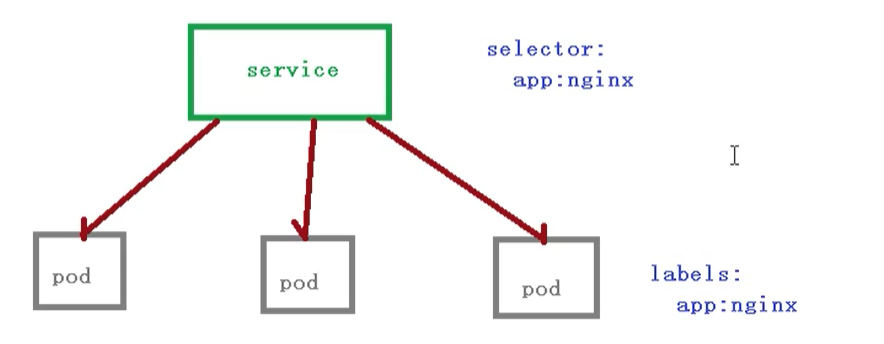 service
selector:
app:nginx
pod
pod
pod
labels:
app:nginx